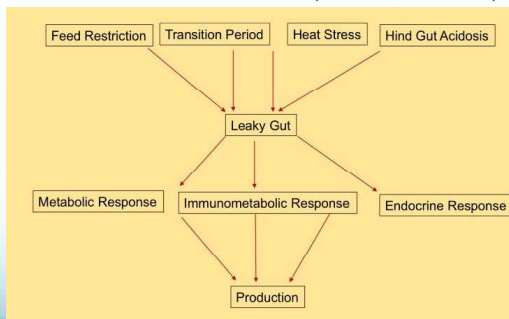 Feed Restriction
Transition Period
Heat Stress
Hind Gut Acidosis
Leaky Gut
Metabolic Response
Immunometabolic Response
Endocrine Response
Production